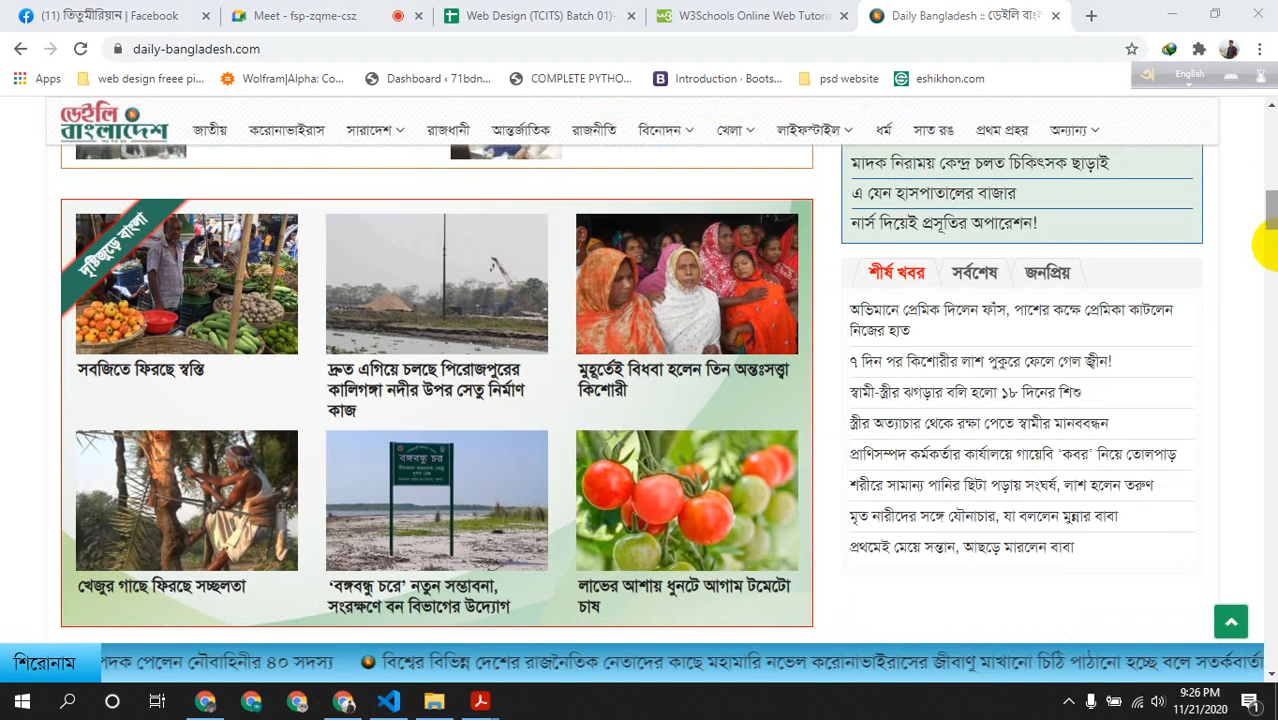 (11) তিতুমীরিয়ান | Facebook
Meet - fsp-zqme-csz
Web Design (TCITS) Batch 01)
W3Schools Online Web Tutori
Daily Bangladesh :: ডেইলি বাংল
daily-bangladesh.com
Apps
web design freee pi...
Wolfram|Alpha: Co...
Dashboard ‹ 71bdn...
COMPLETE PYTHO...
Introduction · Boots...
psd website
eshikhon.com
English
ডেইলি
বাংলাদেশ
জাতীয়
করোনাভাইরাস
সারাদেশ
রাজধানী
আন্তর্জাতিক
রাজনীতি
বিনোদন
খেলা
লাইফস্টাইল
ধর্ম
সাত রঙ
প্রথম প্রহর
অন্যান্য
দৃষ্টিজুড়ে বাংলা
সবজিতে ফিরছে স্বস্তি
দ্রুত এগিয়ে চলছে পিরোজপুরের
কালিগঙ্গা নদীর উপর সেতু নির্মাণ
কাজ
মুহূর্তেই বিধবা হলেন তিন অন্তঃসত্ত্বা
কিশোরী
বঙ্গবন্ধু চর
খেজুর গাছে ফিরছে সচ্ছলতা
‘বঙ্গবন্ধু চরে’ নতুন সম্ভাবনা,
সংরক্ষণে বন বিভাগের উদ্যোগ
লাভের আশায় ধুনটে আগাম টমেটো
চাষ
মাদক নিরাময় কেন্দ্র চলত চিকিৎসক ছাড়াই
এ যেন হাসপাতালের বাজার
নার্স দিয়েই প্রসূতির অপারেশন!
শীর্ষ খবর
সর্বশেষ
জনপ্রিয়
অভিমানে প্রেমিক দিলেন ফাঁস, পাশের কক্ষে প্রেমিকা কাটলেন
নিজের হাত
৭ দিন পর কিশোরীর লাশ পুকুরে ফেলে গেল জ্বীন!
স্বামী-স্ত্রীর ঝগড়ার বলি হলো ১৮ দিনের শিশু
স্ত্রীর অত্যাচার থেকে রক্ষা পেতে স্বামীর মানববন্ধন
প্রাণিসম্পদ কর্মকর্তার কার্যালয়ে গায়েবি ‘কবর’ নিয়ে তোলপাড়
শরীরে সামান্য পানির ছিটা পড়ায় সংঘর্ষ, লাশ হলেন তরুণ
মৃত নারীদের সঙ্গে যৌনাচার, যা বললেন মুন্নার বাবা
প্রথমেই মেয়ে সন্তান, আছড়ে মারলেন বাবা
শিরোনাম
পদক পেলেন নৌবাহিনীর ৪০ সদস্য
বিশ্বের বিভিন্ন দেশের রাজনৈতিক নেতাদের কাছে মহামারি নভেল করোনাভাইরাসের জীবাণু মাখানো চিঠি পাঠানো হচ্ছে বলে সতর্কবার্তা
9:26 PM
11/21/2020